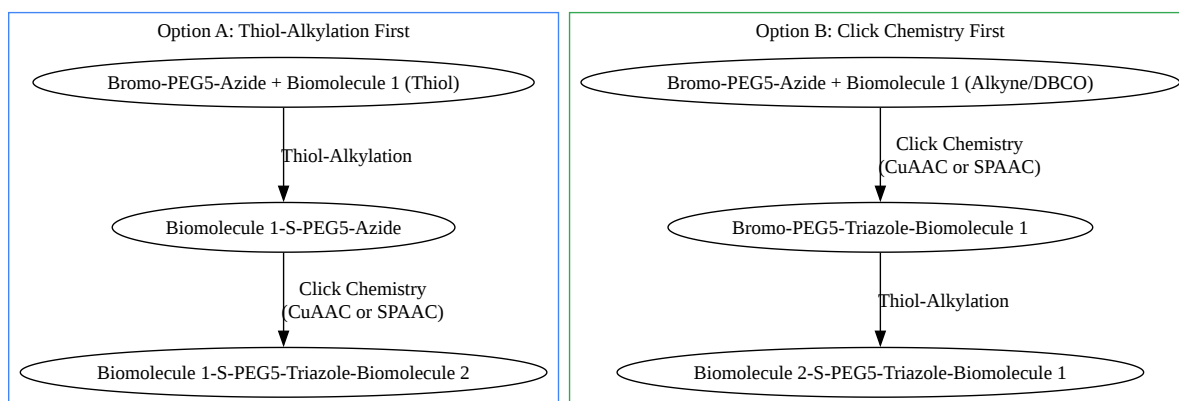 Option A: Thiol-Alkylation First
Bromo-PEG5-Azide + Biomolecule 1 (Thiol)
Thiol-Alkylation
Biomolecule 1-S-PEG5-Azide
Click Chemistry
(CuAAC or SPAAC)
Biomolecule 1-S-PEG5-Triazole-Biomolecule 2
Option B: Click Chemistry First
Bromo-PEG5-Azide + Biomolecule 1 (Alkyne/DBCO)
Click Chemistry
(CuAAC or SPAAC)
Bromo-PEG5-Triazole-Biomolecule 1
Thiol-Alkylation
Biomolecule 2-S-PEG5-Triazole-Biomolecule 1